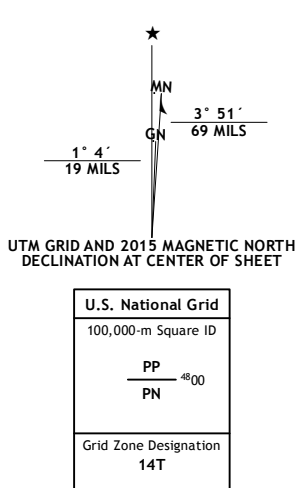 ★
MN
3° 51´
69 MILS
GN
1° 4´
19 MILS
UTM GRID AND 2015 MAGNETIC NORTH
DECLINATION AT CENTER OF SHEET
U.S. National Grid
100,000-m Square ID
PP
⁴⁸00
PN
Grid Zone Designation
14T